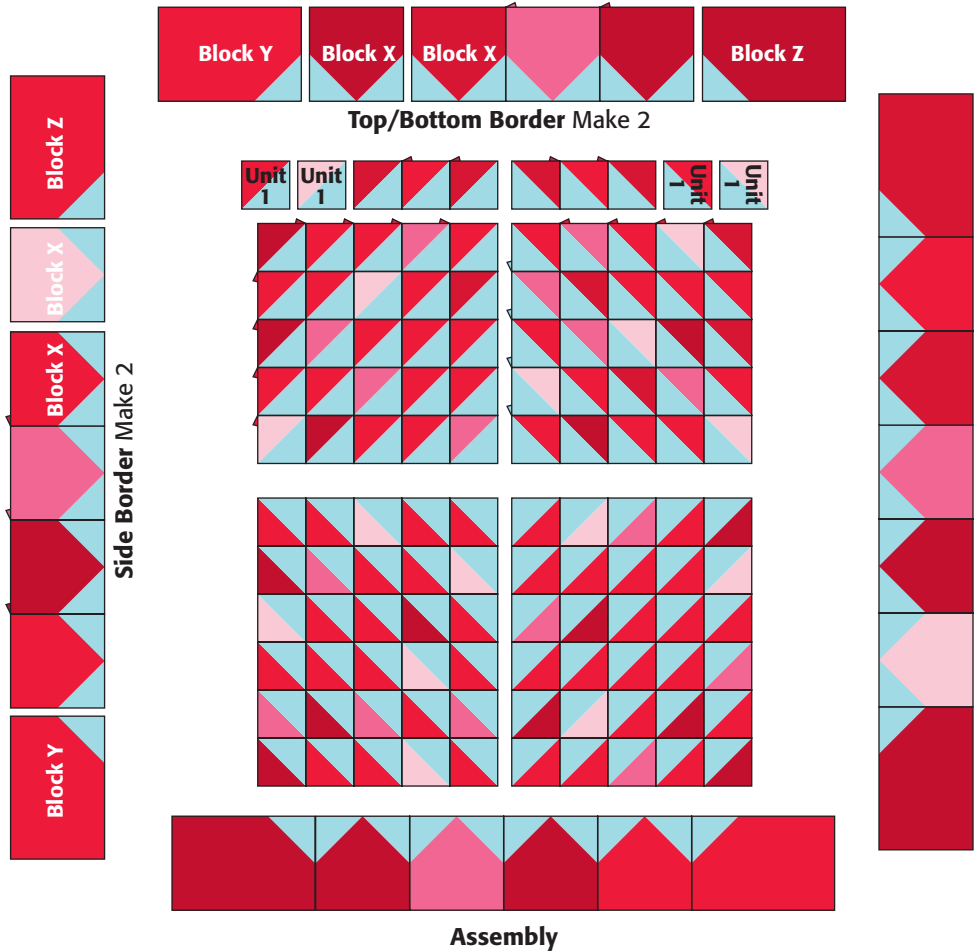 Block Y
Block X
Block X
Block Z
Top/Bottom Border Make 2
Block Z
Block X
Block X
Block Y
Side Border Make 2
Unit
1
Unit
1
Unit
1
Unit
1
Assembly